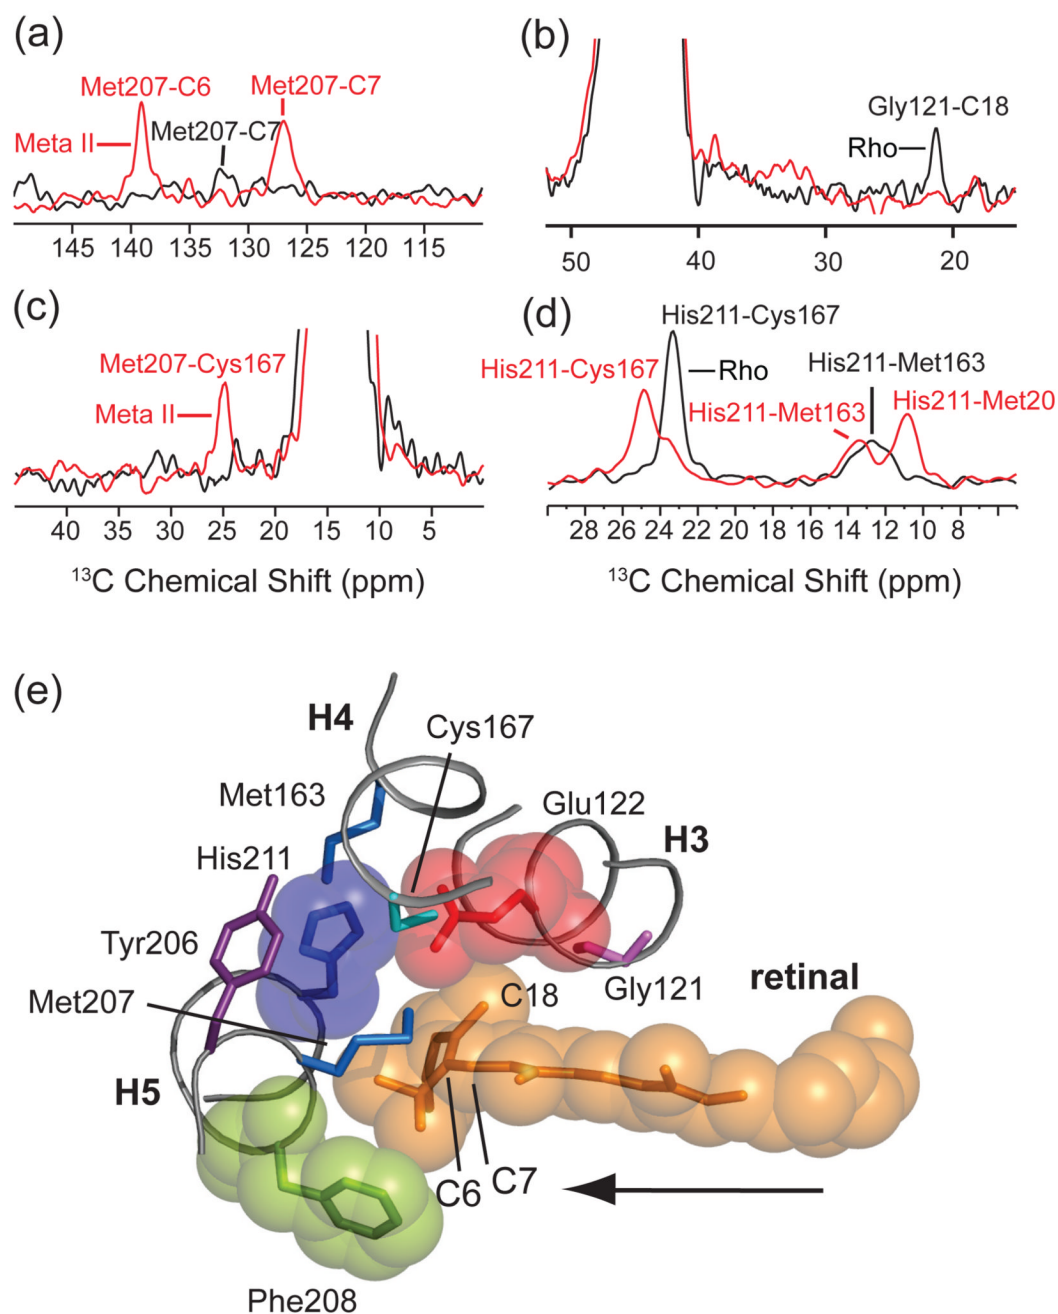 (a)
Met207-C6
Met207-C7
Meta II
Met207-C7
145 140 135 130 125 120 115
(b)
Gly121-C18
Rho
50 40 30 20
(c)
Met207-Cys167
Meta II
40 35 30 25 20 15 10 5
13C Chemical Shift (ppm)
(d)
His211-Cys167
His211-Cys167
Rho
His211-Met163
His211-Met163
His211-Met20
28 26 24 22 20 18 16 14 12 10 8
13C Chemical Shift (ppm)
(e)
H4
Cys167
Met163
Glu122
H3
His211
Tyr206
Met207
C18
Gly121
retinal
H5
C6
C7
Phe208